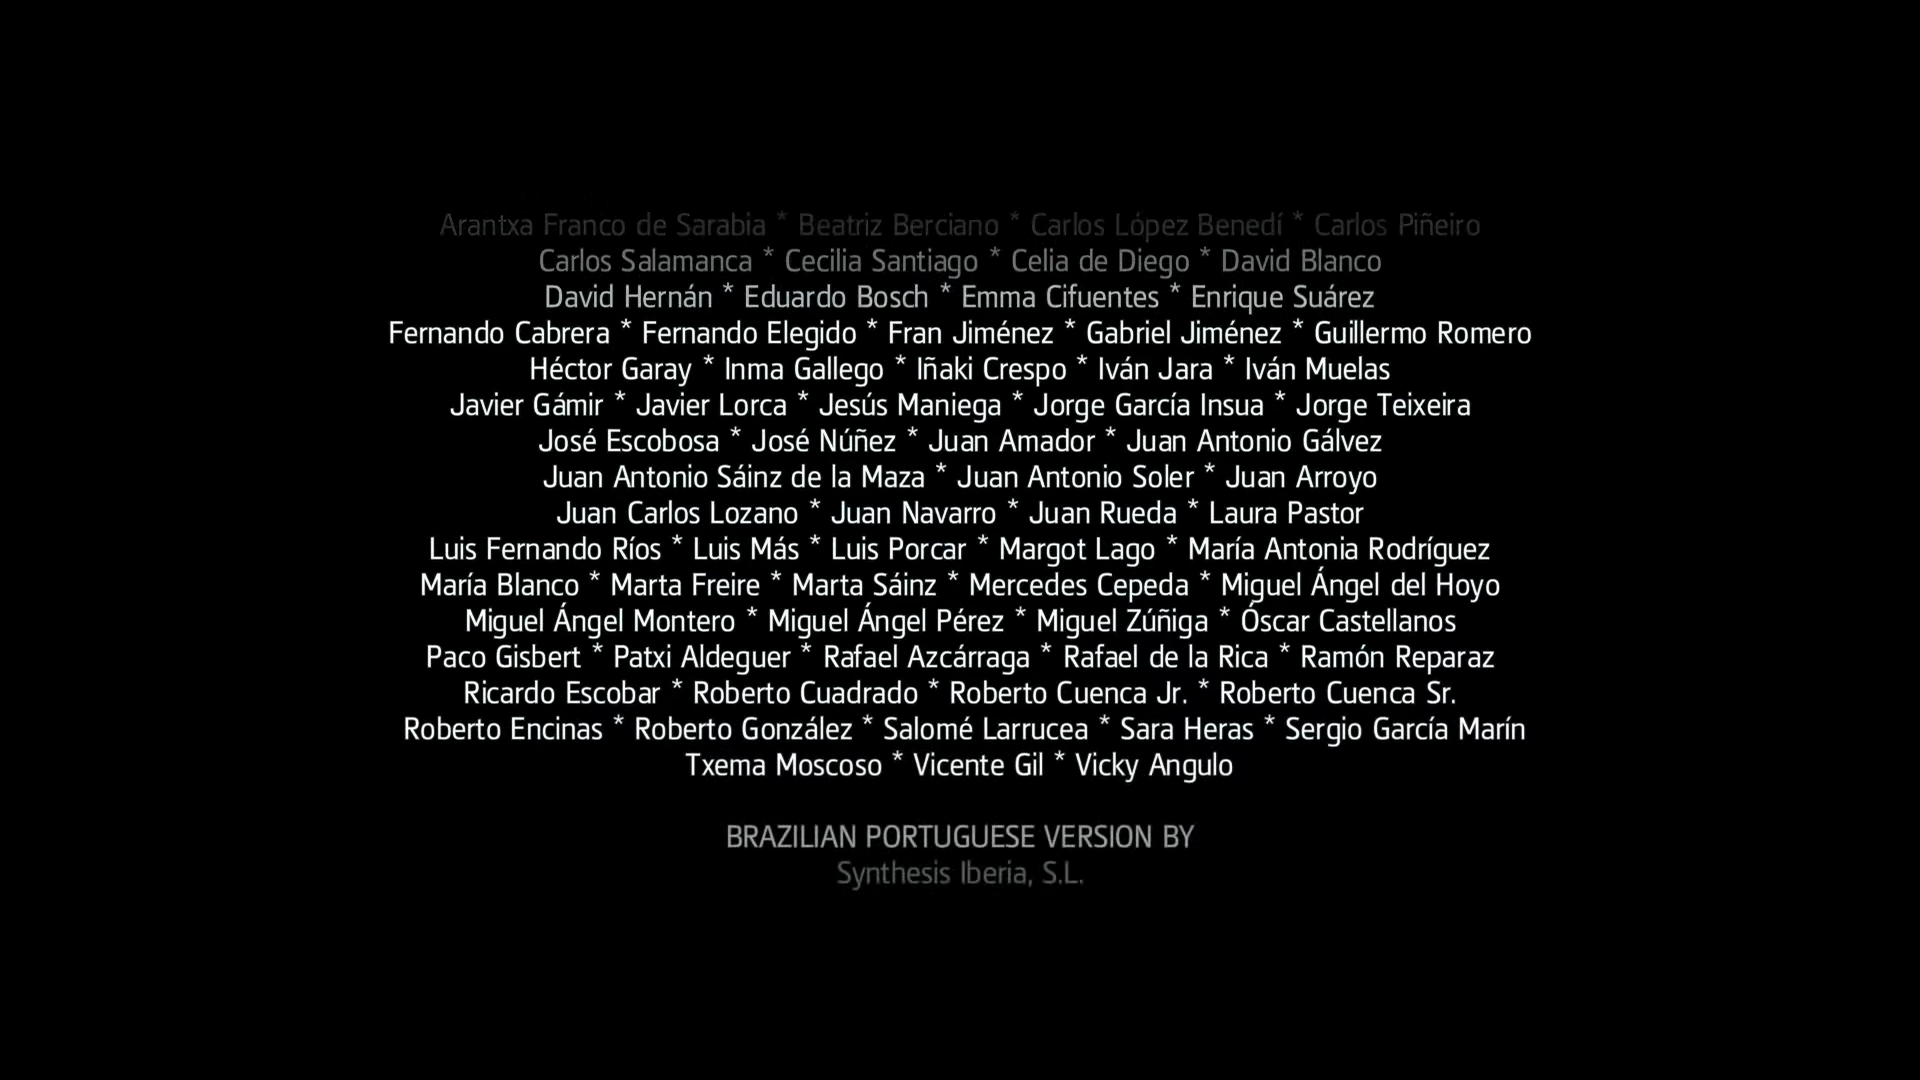 Arantxa Franco de Sarabia * Beatriz Berciano * Carlos López Benedí * Carlos Piñeiro
Carlos Salamanca * Cecilia Santiago * Celia de Diego * David Blanco
David Hernán * Eduardo Bosch * Emma Cifuentes * Enrique Suárez
Fernando Cabrera * Fernando Elegido * Fran Jiménez * Gabriel Jiménez * Guillermo Romero
Héctor Garay * Inma Gallego * Iñaki Crespo * Iván Jara * Iván Muelas
Javier Gámir * Javier Lorca * Jesús Maniega * Jorge García Insua * Jorge Teixeira
José Escobosa * José Núñez * Juan Amador * Juan Antonio Gálvez
Juan Antonio Sáinz de la Maza * Juan Antonio Soler * Juan Arroyo
Juan Carlos Lozano * Juan Navarro * Juan Rueda * Laura Pastor
Luis Fernando Ríos * Luis Más * Luis Porcar * Margot Lago * María Antonia Rodríguez
María Blanco * Marta Freire * Marta Sáinz * Mercedes Cepeda * Miguel Ángel del Hoyo
Miguel Ángel Montero * Miguel Ángel Pérez * Miguel Zúñiga * Óscar Castellanos
Paco Gisbert * Patxi Aldeguer * Rafael Azcárraga * Rafael de la Rica * Ramón Reparaz
Ricardo Escobar * Roberto Cuadrado * Roberto Cuenca Jr. * Roberto Cuenca Sr.
Roberto Encinas * Roberto González * Salomé Larrucea * Sara Heras * Sergio García Marín
Txema Moscoso * Vicente Gil * Vicky Angulo
BRAZILIAN PORTUGUESE VERSION BY
Synthesis Iberia, S.L.